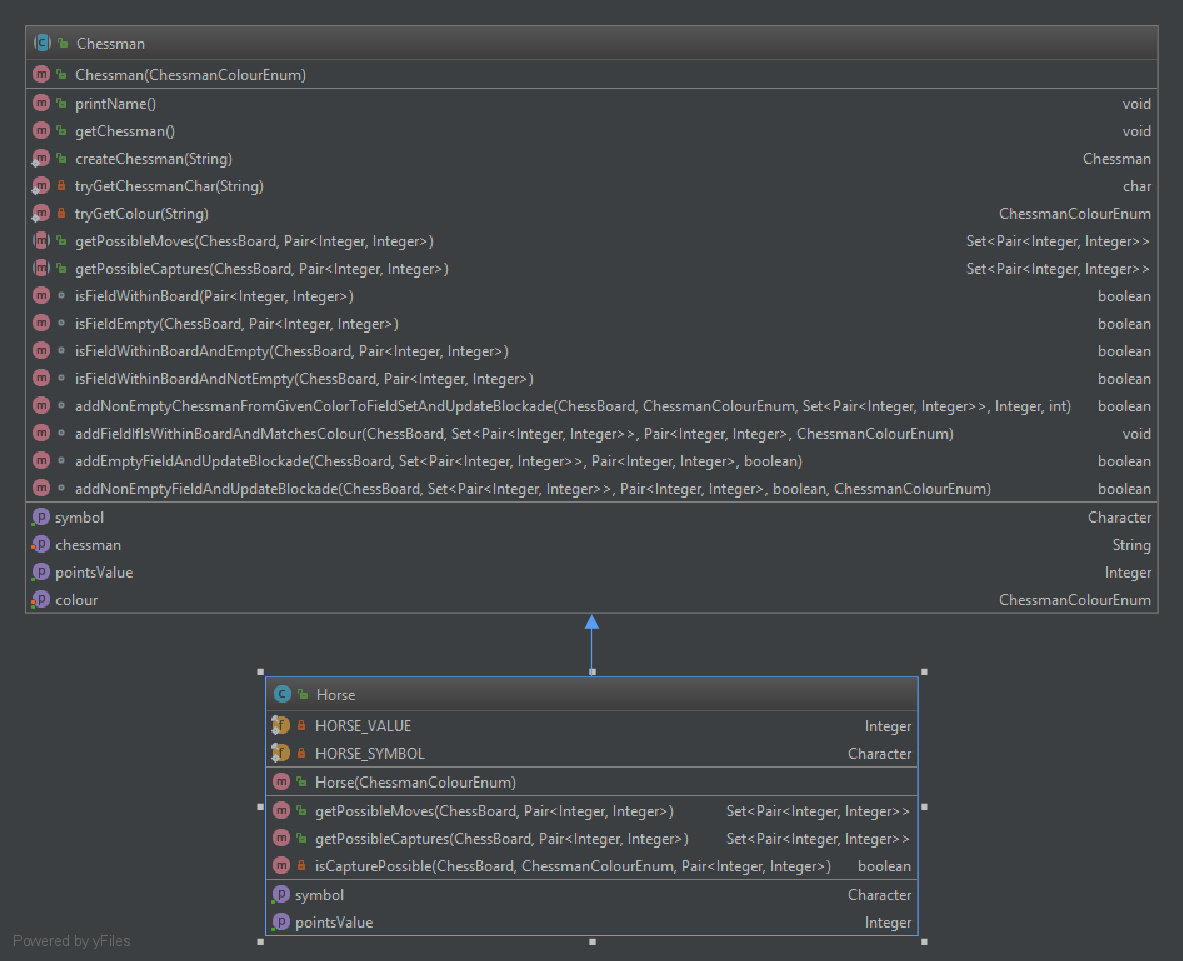 Chessman
Chessman(ChessmanColourEnum)
printName() void
getChessman() void
createChessman(String) Chessman
tryGetChessmanChar(String) char
tryGetColour(String) ChessmanColourEnum
getPossibleMoves(ChessBoard, Pair<Integer, Integer>) Set<Pair<Integer, Integer>>
getPossibleCaptures(ChessBoard, Pair<Integer, Integer>) Set<Pair<Integer, Integer>>
isFieldWithinBoard(Pair<Integer, Integer>) boolean
isFieldEmpty(ChessBoard, Pair<Integer, Integer>) boolean
isFieldWithinBoardAndEmpty(ChessBoard, Pair<Integer, Integer>) boolean
isFieldWithinBoardAndNotEmpty(ChessBoard, Pair<Integer, Integer>) boolean
addNonEmptyChessmanFromGivenColorToFieldSetAndUpdateBlockade(ChessBoard, ChessmanColourEnum, Set<Pair<Integer, Integer>>, Integer, int) boolean
addFieldIfIsWithinBoardAndMatchesColour(ChessBoard, Set<Pair<Integer, Integer>>, Pair<Integer, Integer>, ChessmanColourEnum) void
addEmptyFieldAndUpdateBlockade(ChessBoard, Set<Pair<Integer, Integer>>, Pair<Integer, Integer>, boolean) boolean
addNonEmptyFieldAndUpdateBlockade(ChessBoard, Set<Pair<Integer, Integer>>, Pair<Integer, Integer>, boolean, ChessmanColourEnum) boolean
symbol Character
chessman String
pointsValue Integer
colour ChessmanColourEnum
Horse
HORSE_VALUE Integer
HORSE_SYMBOL Character
Horse(ChessmanColourEnum)
getPossibleMoves(ChessBoard, Pair<Integer, Integer>) Set<Pair<Integer, Integer>>
getPossibleCaptures(ChessBoard, Pair<Integer, Integer>) Set<Pair<Integer, Integer>>
isCapturePossible(ChessBoard, ChessmanColourEnum, Pair<Integer, Integer>) boolean
symbol Character
pointsValue Integer
Powered by yFiles